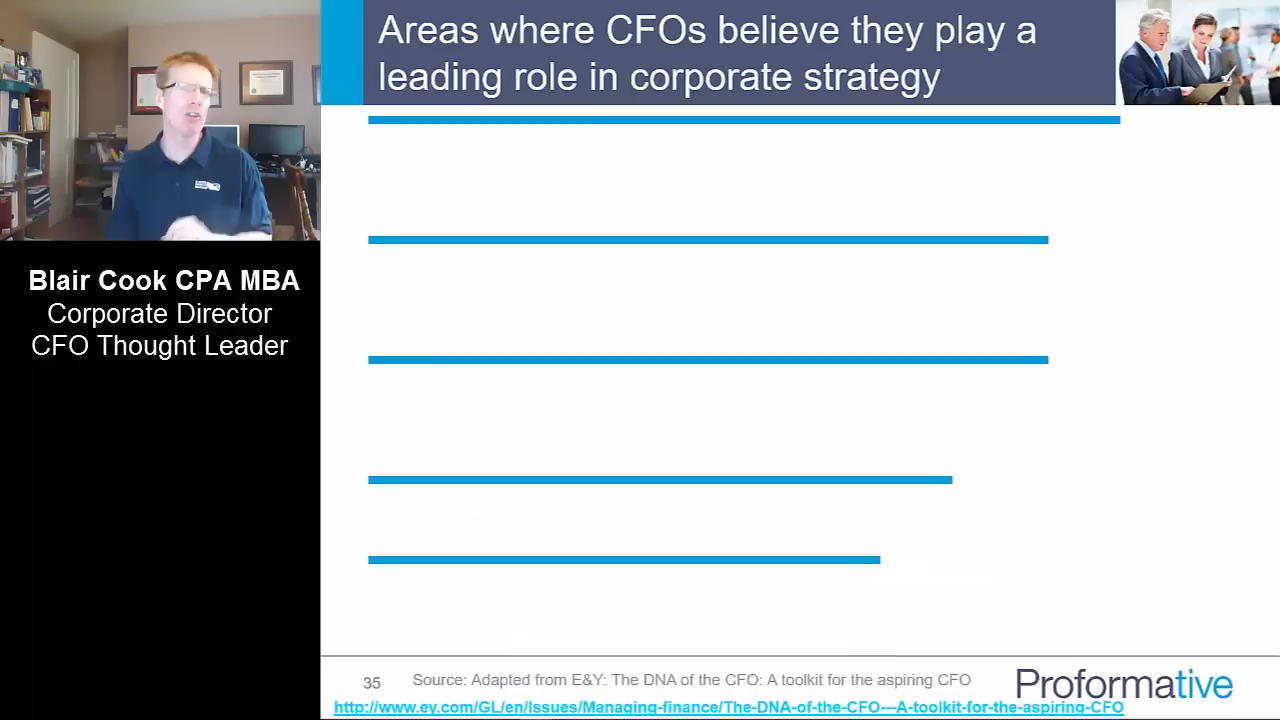 Areas where CFOs believe they play a
leading role in corporate strategy
Blair Cook CPA MBA
Corporate Director
CFO Thought Leader
35
Source: Adapted from E&Y: The DNA of the CFO: A toolkit for the aspiring CFO
http://www.ey.com/GL/en/Issues/Managing-finance/The-DNA-of-the-CFO---A-toolkit-for-the-aspiring-CFO
Proformative